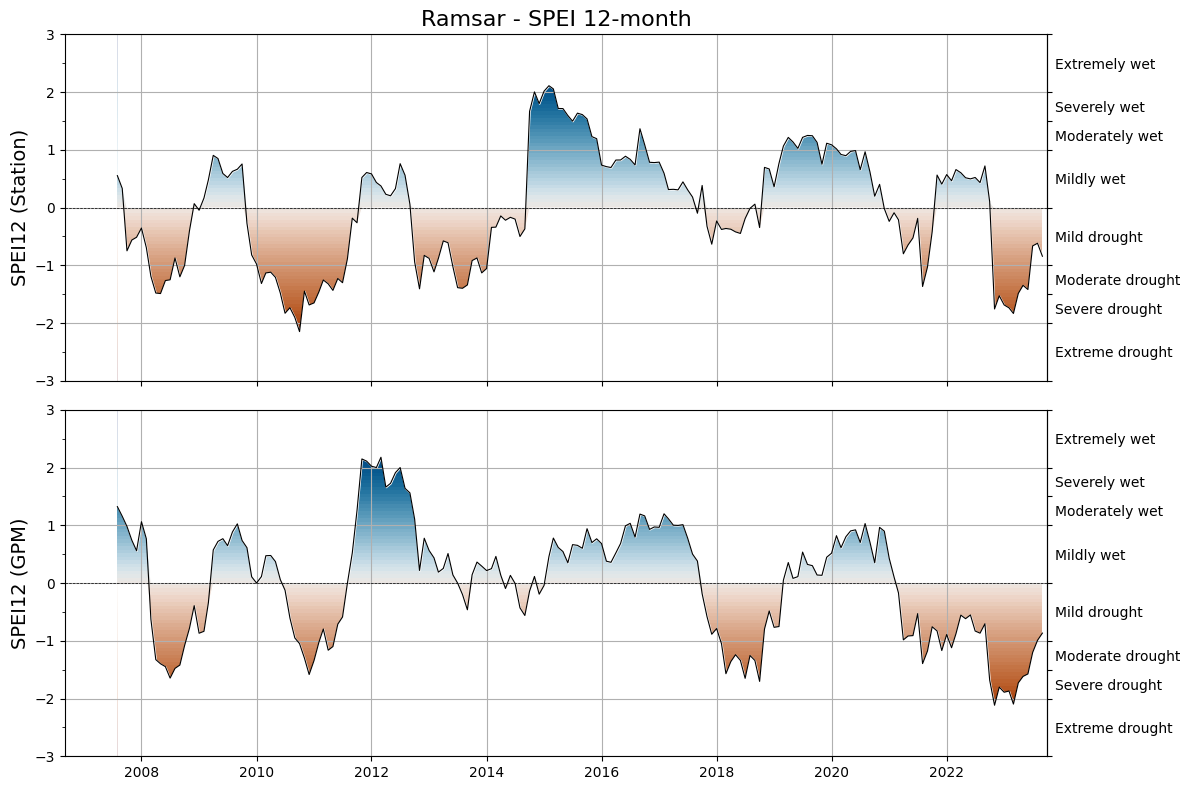 Ramsar - SPEI 12-month
SPEI12 (Station)
3
2
1
0
−1
−2
−3
Extremely wet
Severely wet
Moderately wet
Mildly wet
Mild drought
Moderate drought
Severe drought
Extreme drought
SPEI12 (GPM)
3
2
1
0
−1
−2
−3
Extremely wet
Severely wet
Moderately wet
Mildly wet
Mild drought
Moderate drought
Severe drought
Extreme drought
2008 2010 2012 2014 2016 2018 2020 2022